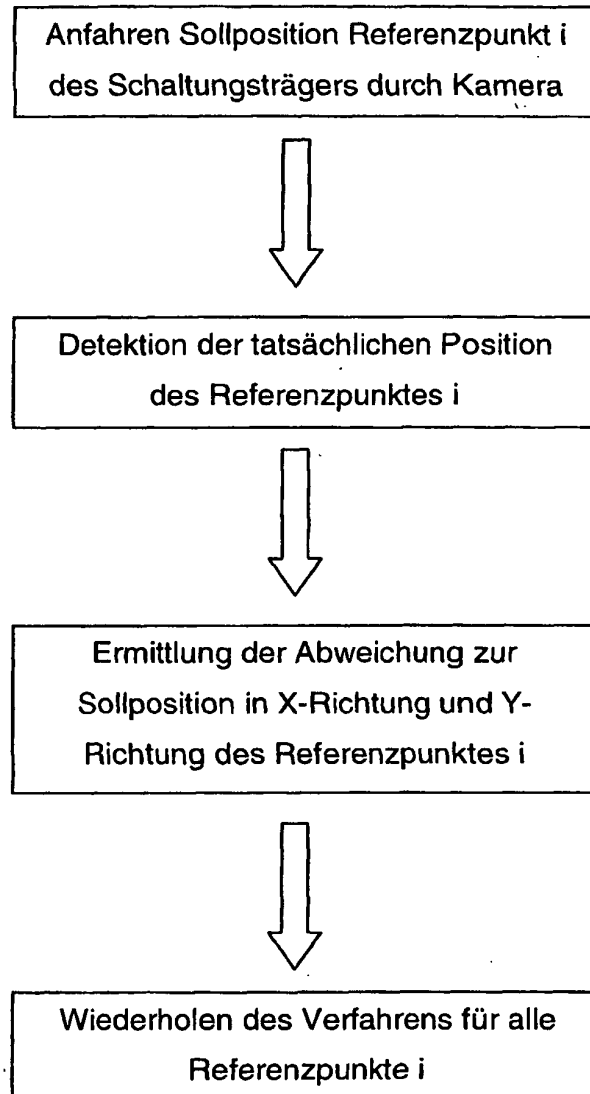 Anfahren Sollposition Referenzpunkt i
des Schaltungsträgers durch Kamera
Detektion der tatsächlichen Position
des Referenzpunktes i
Ermittlung der Abweichung zur
Sollposition in X-Richtung und Y-
Richtung des Referenzpunktes i
Wiederholen des Verfahrens für alle
Referenzpunkte i